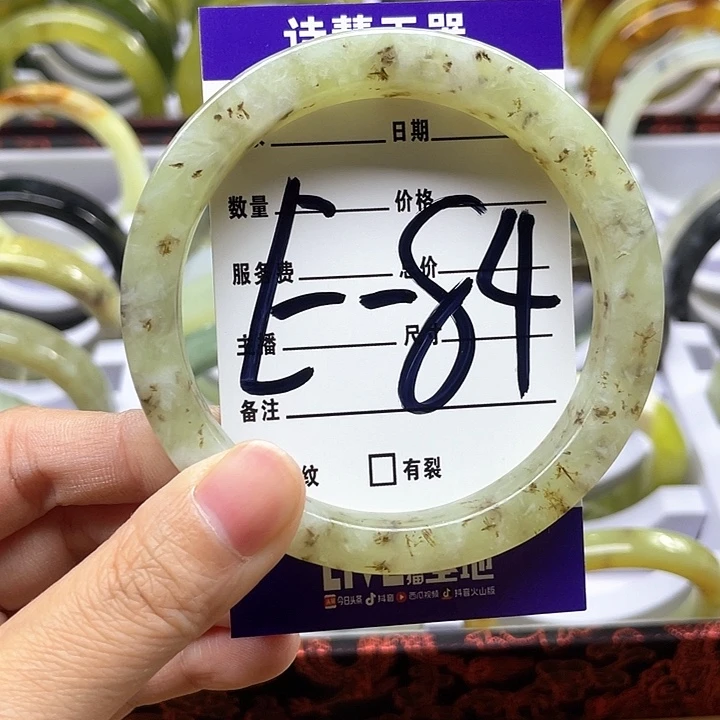 日期
数量 价格
服务费 总价
E-84
主播 尺寸
备注
纹 有裂
今日头条 抖音 西瓜视频 抖音火山版